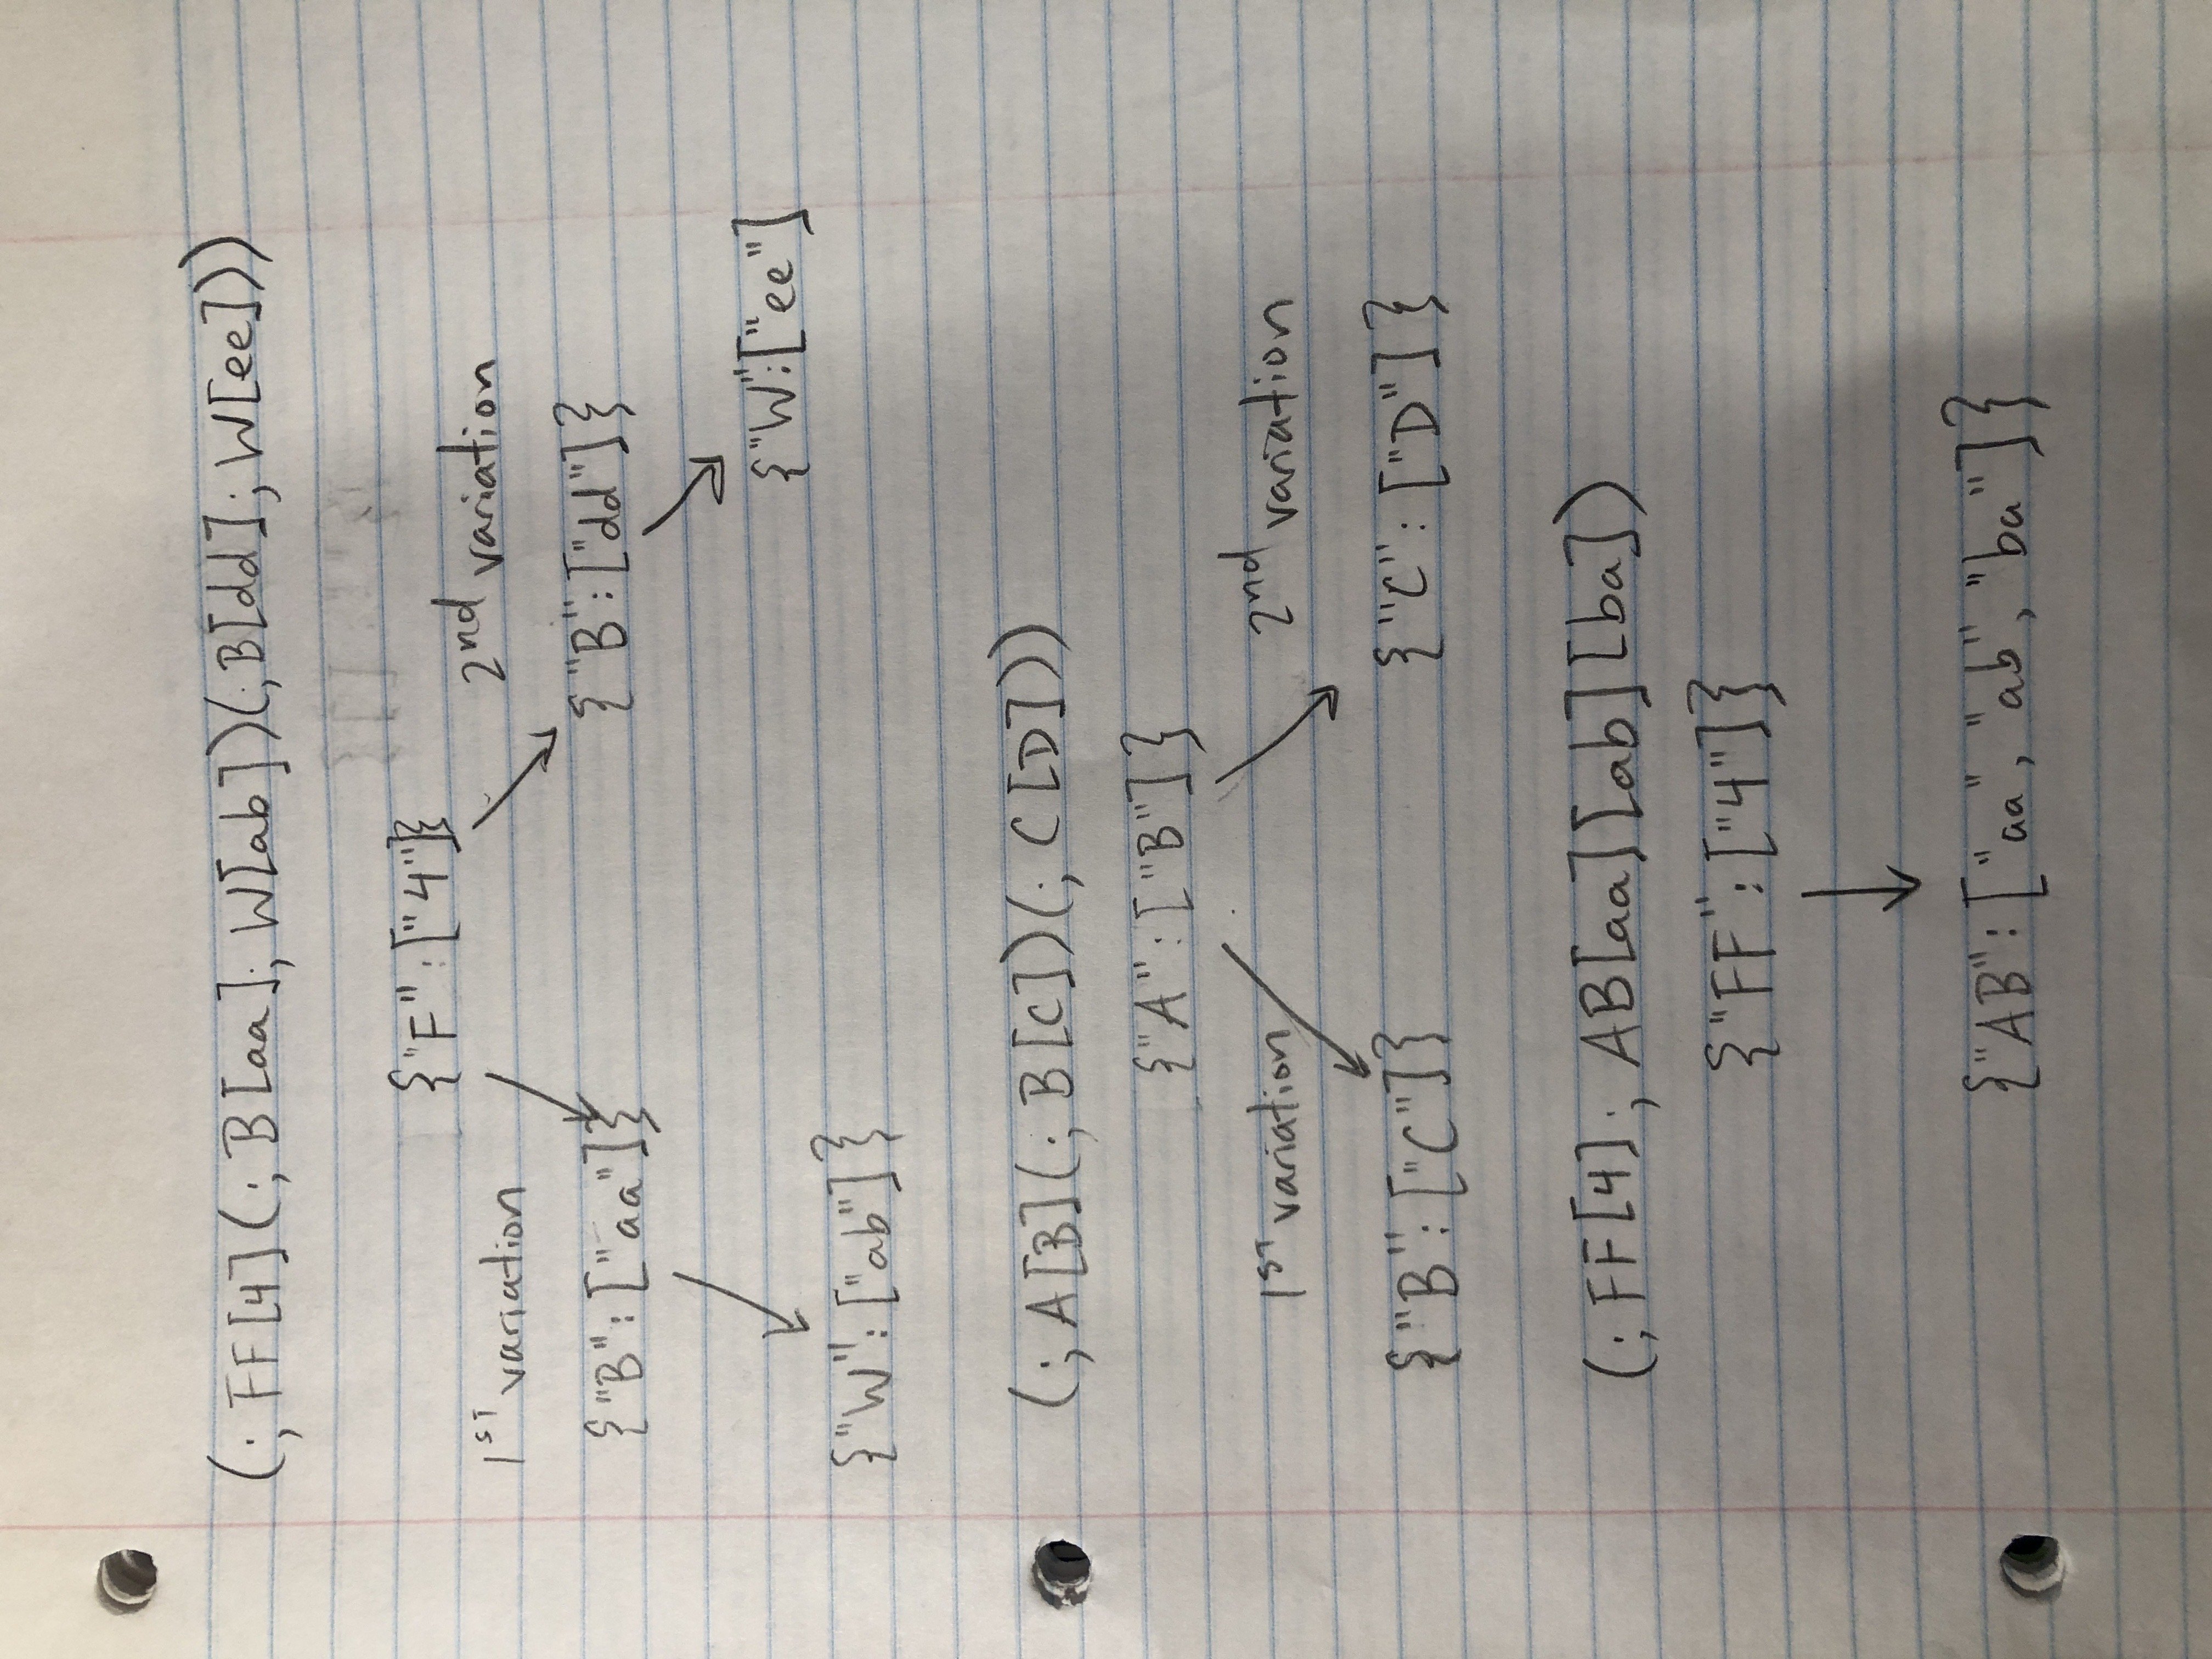 (; FF[4](; B[aa]; W[ab])(; B[dd]; W[ee]))
{"F" : ["4"]}
1ST variation
2nd variation
{"B": ["aa"]}
{"B": ["dd"]}
{"W":["ee"]
{"W": ["ab"]}
(; A[B](; B[C])(; C[D]))
{"A" : ["B"]}
1ST variation
2nd variation
{"B": ["C"]}
{"C": ["D"]}
(; FF[4]; AB[aa][ab][ba])
{"FF": ["4"]}
{"AB": ["aa", "ab", "ba"]}